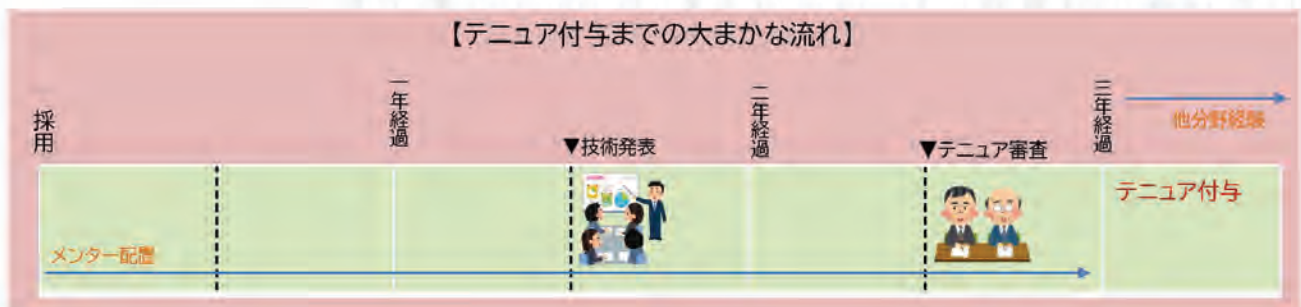 【テニュア付与までの大まかな流れ】
採用
一年経過
▼技術発表
二年経過
▼テニュア審査
三年経過
他分野経験
メンター配置
テニュア付与